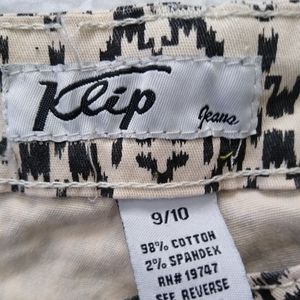 Klip
Jeans
9/10
98% COTTON
2% SPANDEX
RN# 19747
SEE REVERSE